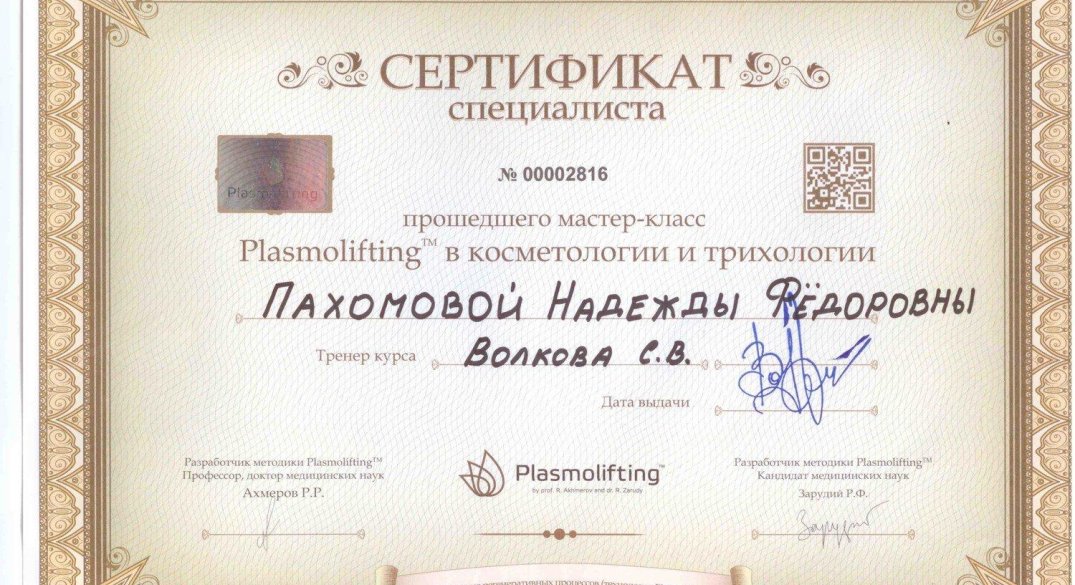 СЕРТИФИКАТ
специалиста
№ 00002816
Plasmolifting
прошедшего мастер-класс
Plasmolifting™ в косметологии и трихологии
ПАХОМОВОЙ НАДЕЖДЫ ФЁДОРОВНЫ
Тренер курса ВОЛКОВА С.В.
Дата выдачи
Разработчик методики Plasmolifting™
Профессор, доктор медицинских наук
Ахмеров Р.Р.
Plasmolifting™
by prof. R. Akhmerov and dr. R. Zarudy
Разработчик методики Plasmolifting™
Кандидат медицинских наук
Зарудий Р.Ф.
Зарудий